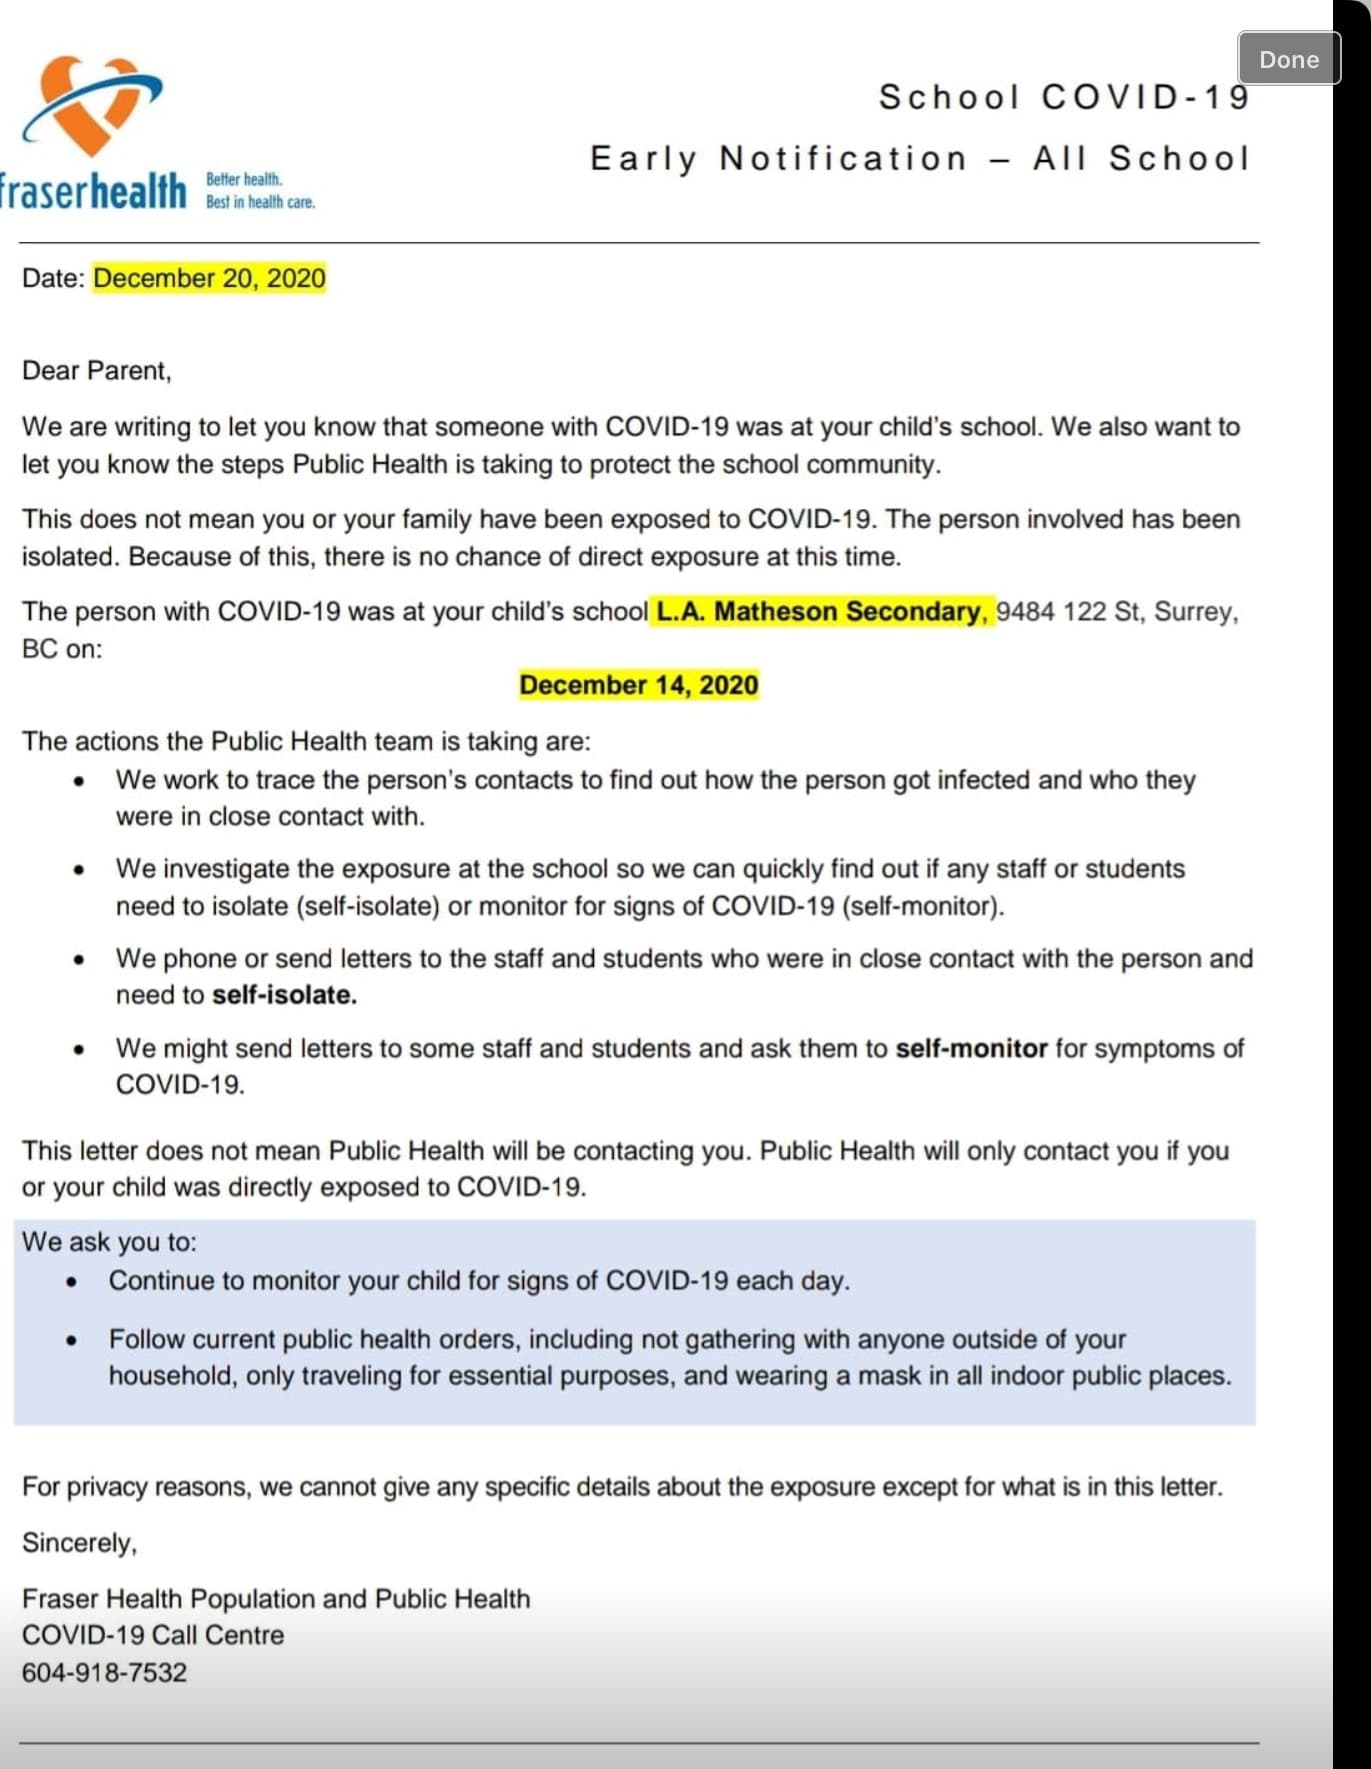 Done
School COVID-19
Early Notification – All School
fraserhealth
Better health.
Best in health care.
Date: December 20, 2020
Dear Parent,
We are writing to let you know that someone with COVID-19 was at your child's school. We also want to
let you know the steps Public Health is taking to protect the school community.
This does not mean you or your family have been exposed to COVID-19. The person involved has been
isolated. Because of this, there is no chance of direct exposure at this time.
The person with COVID-19 was at your child's school L.A. Matheson Secondary, 9484 122 St, Surrey,
BC on:
December 14, 2020
The actions the Public Health team is taking are:
• We work to trace the person's contacts to find out how the person got infected and who they
were in close contact with.
• We investigate the exposure at the school so we can quickly find out if any staff or students
need to isolate (self-isolate) or monitor for signs of COVID-19 (self-monitor).
• We phone or send letters to the staff and students who were in close contact with the person and
need to self-isolate.
• We might send letters to some staff and students and ask them to self-monitor for symptoms of
COVID-19.
This letter does not mean Public Health will be contacting you. Public Health will only contact you if you
or your child was directly exposed to COVID-19.
We ask you to:
• Continue to monitor your child for signs of COVID-19 each day.
• Follow current public health orders, including not gathering with anyone outside of your
household, only traveling for essential purposes, and wearing a mask in all indoor public places.
For privacy reasons, we cannot give any specific details about the exposure except for what is in this letter.
Sincerely,
Fraser Health Population and Public Health
COVID-19 Call Centre
604-918-7532